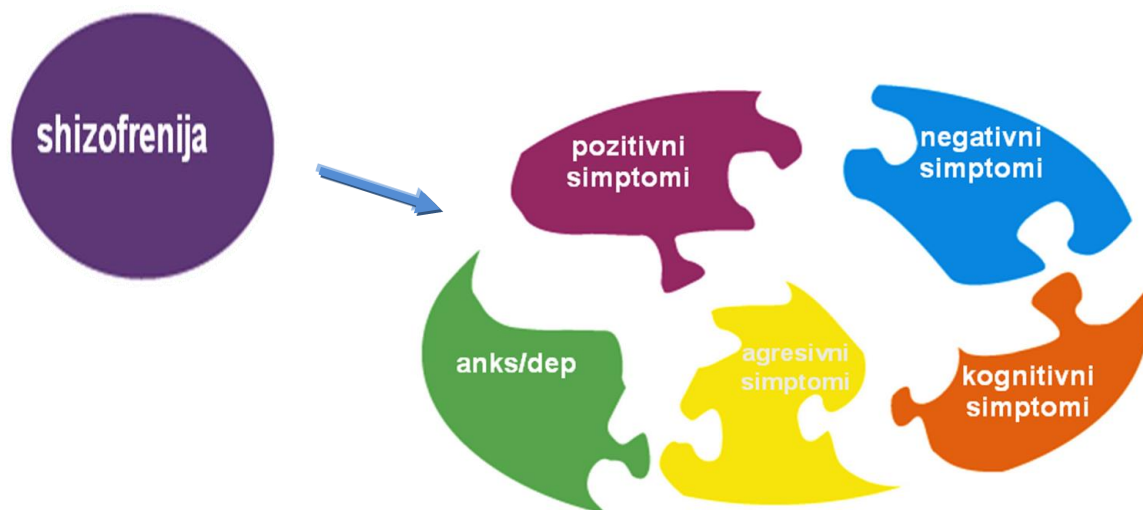 shizofrenija
pozitivni
simptomi
negativni
simptomi
anks/dep
agresivni
simptomi
kognitivni
simptomi